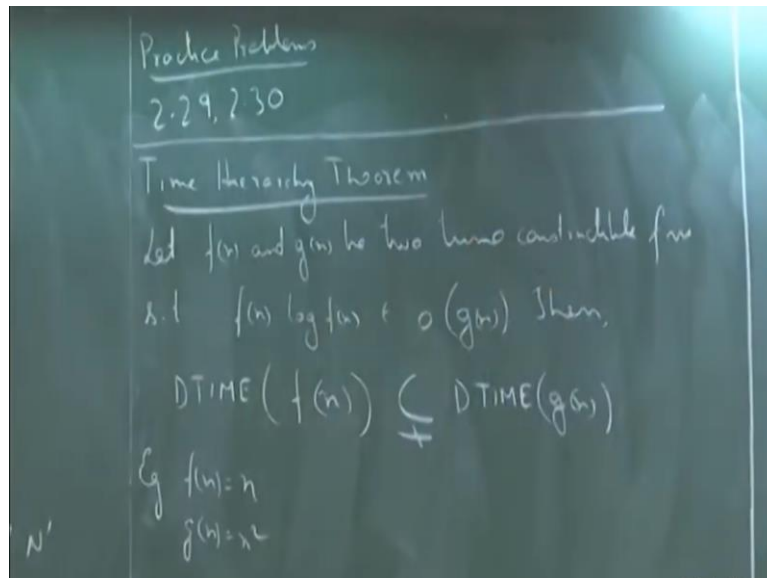 Practice Problems
2.29, 2.30
Time Hierarchy Theorem
Let f(n) and g(n) be two time constructible fns
s.t f(n) log f(n) ∈ o(g(n)) Then,
DTIME(f(n)) ⊊ DTIME(g(n))
Eg f(n)=n
g(n)=n²
'N'